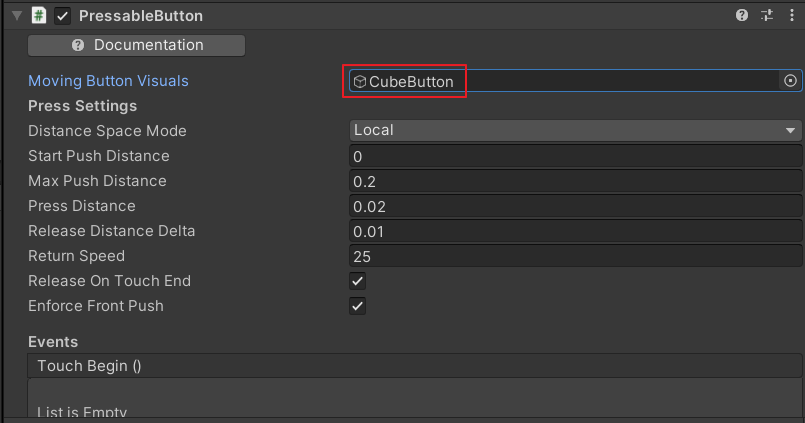 PressableButton
Documentation
Moving Button Visuals CubeButton
Press Settings
Distance Space Mode Local
Start Push Distance 0
Max Push Distance 0.2
Press Distance 0.02
Release Distance Delta 0.01
Return Speed 25
Release On Touch End
Enforce Front Push
Events
Touch Begin ()
List is Empty